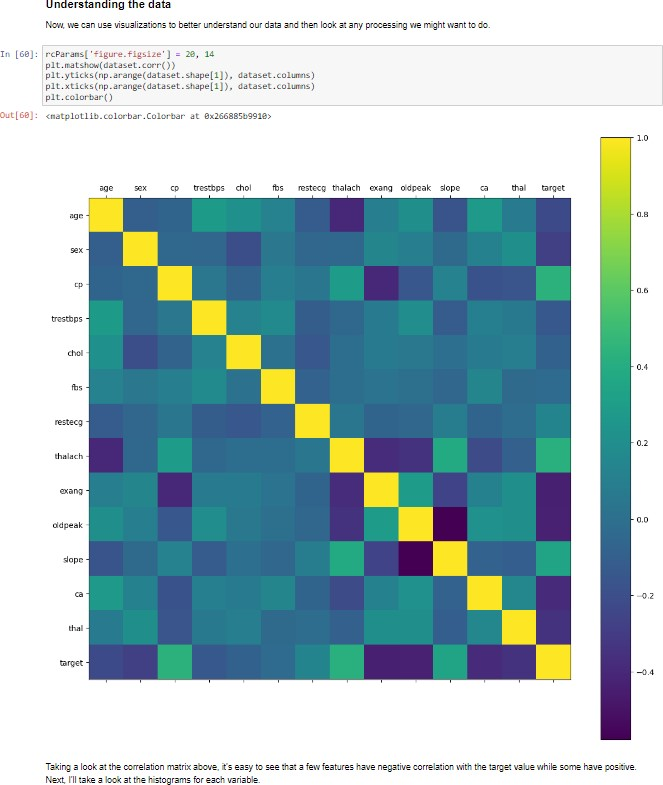 Understanding the data
Now, we can use visualizations to better understand our data and then look at any processing we might want to do.
In [60]: rcParams['figure.figsize'] = 20, 14
plt.matshow(dataset.corr())
plt.yticks(np.arange(dataset.shape[1]), dataset.columns)
plt.xticks(np.arange(dataset.shape[1]), dataset.columns)
plt.colorbar()
Out[60]: <matplotlib.colorbar.Colorbar at 0x266885b9910>
age sex cp trestbps chol fbs restecg thalach exang oldpeak slope ca thal target
age
sex
cp
trestbps
chol
fbs
restecg
thalach
exang
oldpeak
slope
ca
thal
target
1.0
0.8
0.6
0.4
0.2
0.0
−0.2
−0.4
Taking a look at the correlation matrix above, it's easy to see that a few features have negative correlation with the target value while some have positive.
Next, I'll take a look at the histograms for each variable.